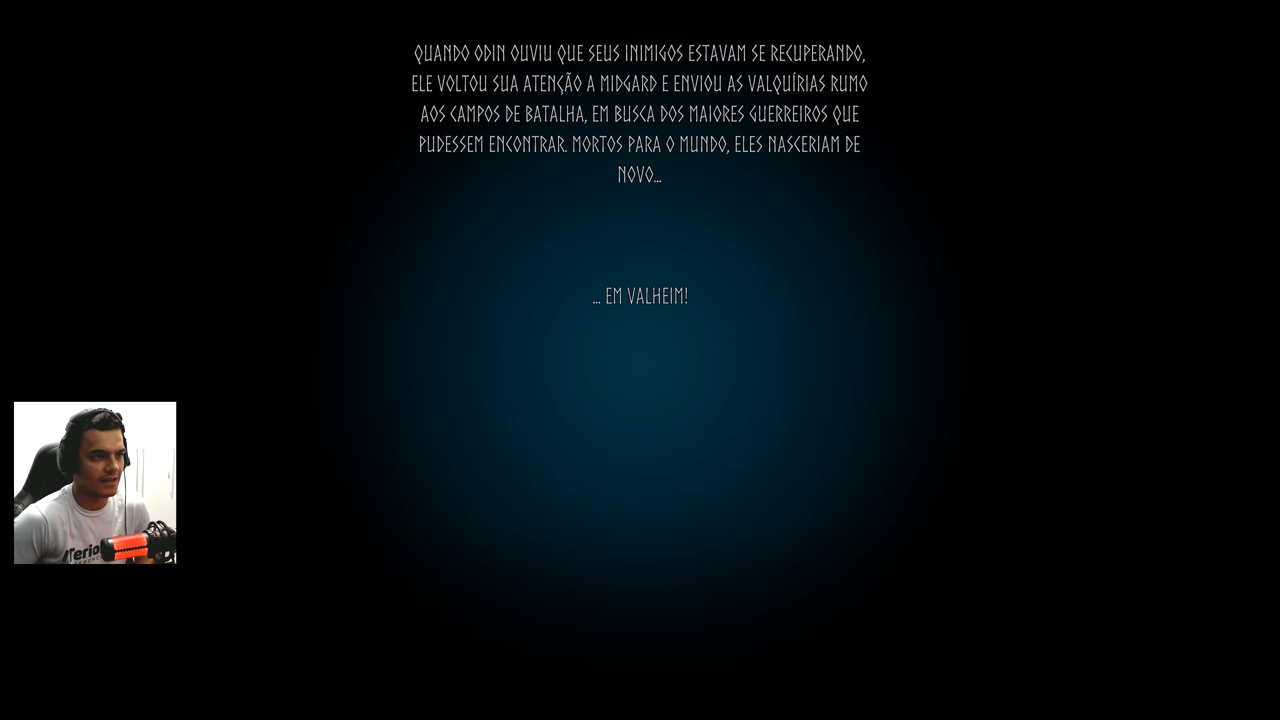 QUANDO ODIN OUVIU QUE SEUS INIMIGOS ESTAVAM SE RECUPERANDO,
ELE VOLTOU SUA ATENÇÃO A MIDGARD E ENVIOU AS VALQUÍRIAS RUMO
AOS CAMPOS DE BATALHA, EM BUSCA DOS MAIORES GUERREIROS QUE
PUDESSEM ENCONTRAR. MORTOS PARA O MUNDO, ELES NASCERIAM DE
NOVO...
... EM VALHEIM!